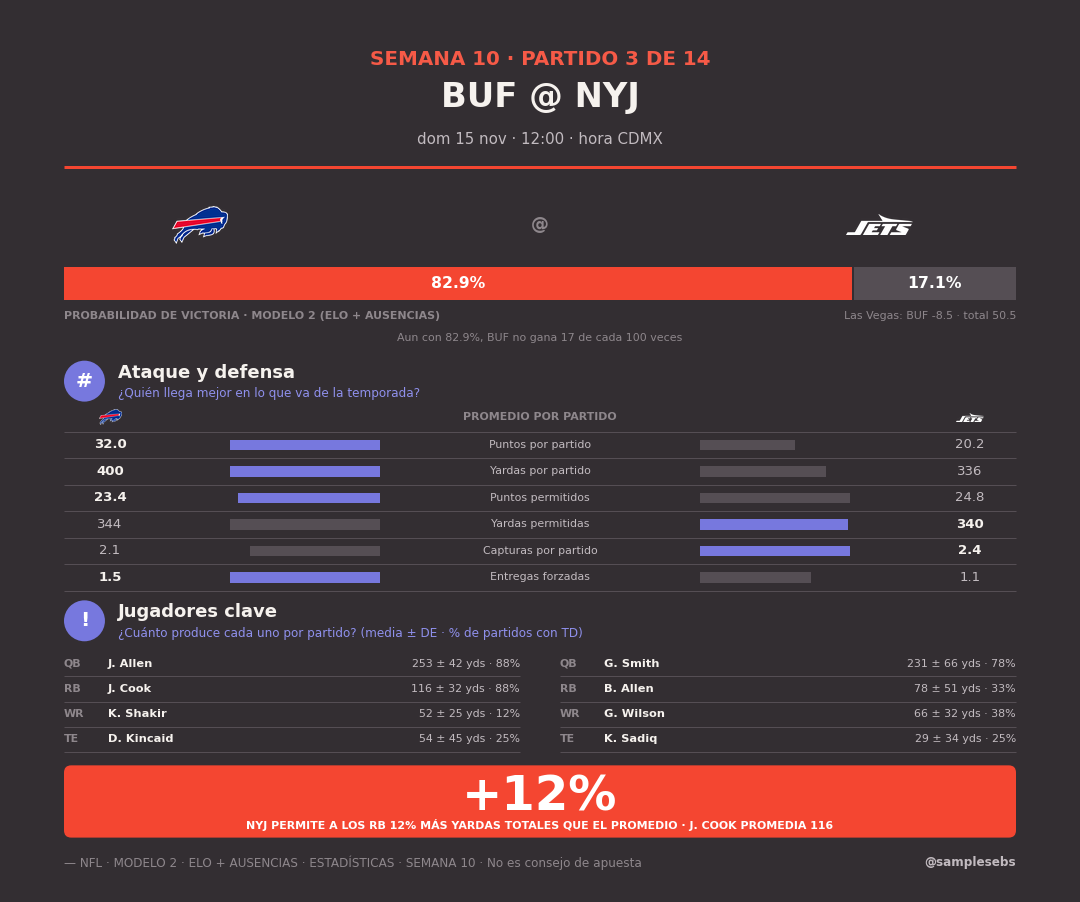 SEMANA 10 · PARTIDO 3 DE 14
BUF @ NYJ
dom 15 nov · 12:00 · hora CDMX
@
JETS
82.9% 17.1%
PROBABILIDAD DE VICTORIA · MODELO 2 (ELO + AUSENCIAS) Las Vegas: BUF -8.5 · total 50.5
Aun con 82.9%, BUF no gana 17 de cada 100 veces
# Ataque y defensa
¿Quién llega mejor en lo que va de la temporada?
PROMEDIO POR PARTIDO JETS
32.0 Puntos por partido 20.2
400 Yardas por partido 336
23.4 Puntos permitidos 24.8
344 Yardas permitidas 340
2.1 Capturas por partido 2.4
1.5 Entregas forzadas 1.1
! Jugadores clave
¿Cuánto produce cada uno por partido? (media ± DE · % de partidos con TD)
QB J. Allen 253 ± 42 yds · 88% QB G. Smith 231 ± 66 yds · 78%
RB J. Cook 116 ± 32 yds · 88% RB B. Allen 78 ± 51 yds · 33%
WR K. Shakir 52 ± 25 yds · 12% WR G. Wilson 66 ± 32 yds · 38%
TE D. Kincaid 54 ± 45 yds · 25% TE K. Sadiq 29 ± 34 yds · 25%
+12%
NYJ PERMITE A LOS RB 12% MÁS YARDAS TOTALES QUE EL PROMEDIO · J. COOK PROMEDIA 116
— NFL · MODELO 2 · ELO + AUSENCIAS · ESTADÍSTICAS · SEMANA 10 · No es consejo de apuesta @samplesebs